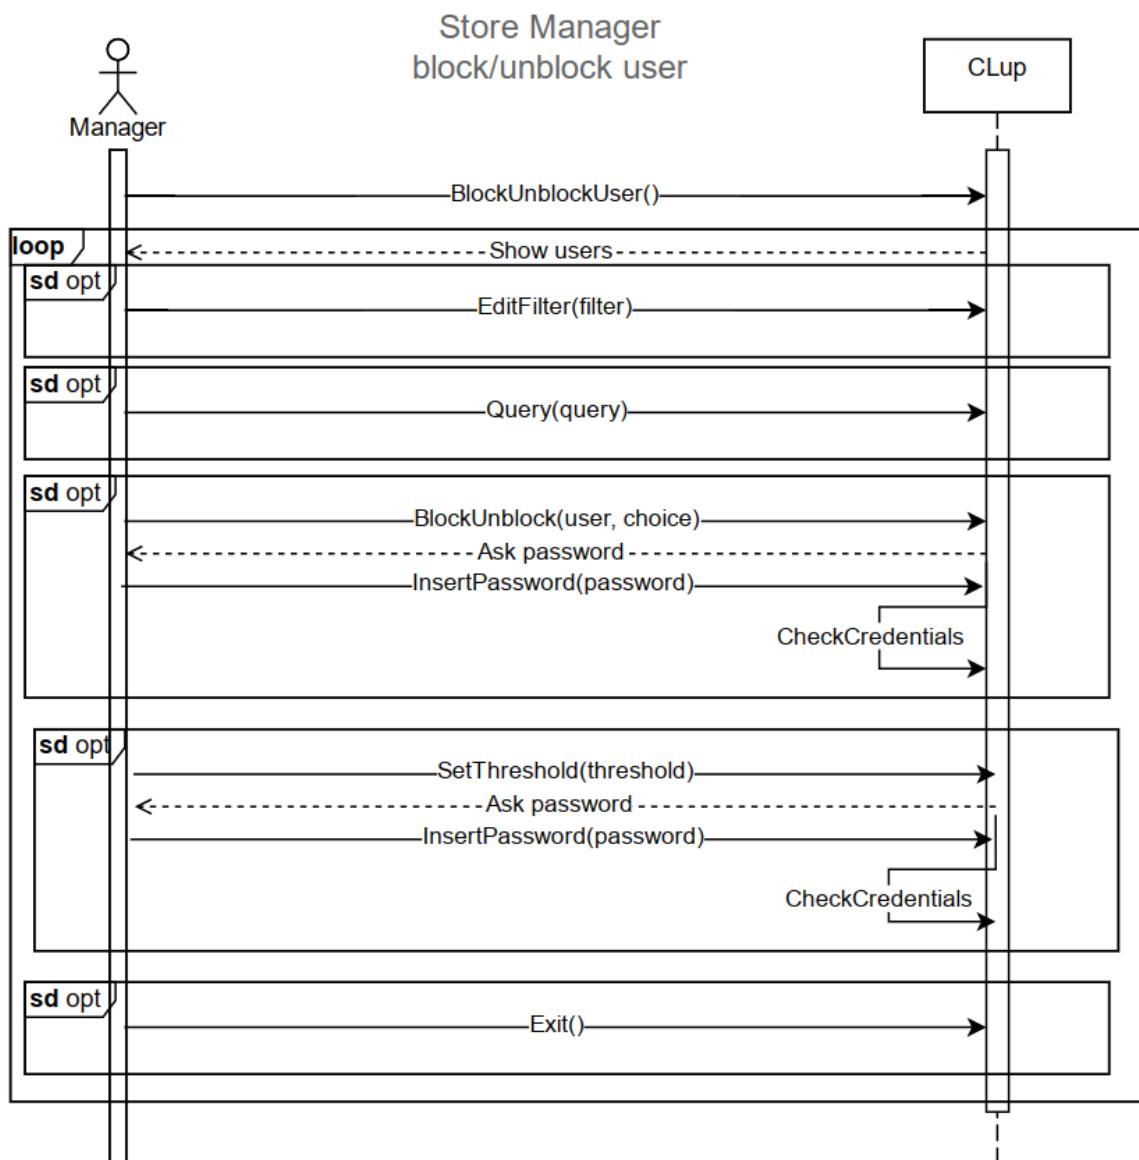 Store Manager
block/unblock user
CLup
Manager
BlockUnblockUser()
loop
Show users
sd opt
EditFilter(filter)
sd opt
Query(query)
sd opt
BlockUnblock(user, choice)
Ask password
InsertPassword(password)
CheckCredentials
sd opt
SetThreshold(threshold)
Ask password
InsertPassword(password)
CheckCredentials
sd opt
Exit()